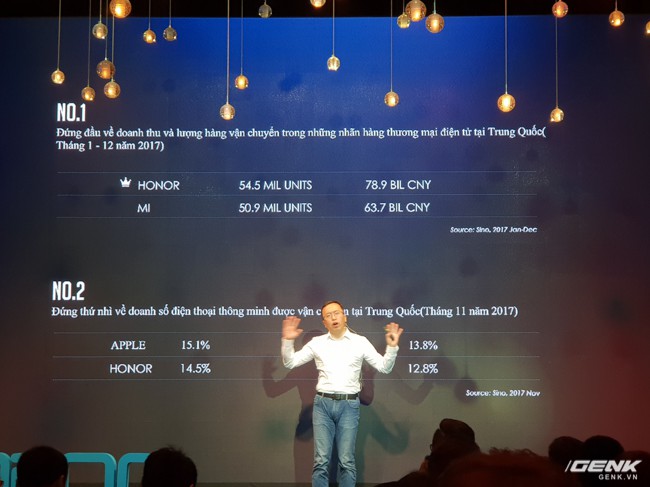 NO.1
Đứng đầu về doanh thu và lượng hàng vận chuyển trong những nhãn hàng thương mại điện tử tại Trung Quốc(
Tháng 1 - 12 năm 2017)
HONOR 54.5 MIL UNITS 78.9 BIL CNY
MI 50.9 MIL UNITS 63.7 BIL CNY
Source: Sino, 2017 Jan-Dec
NO.2
Đứng thứ nhì về doanh số điện thoại thông minh được vận tại Trung Quốc(Tháng 11 năm 2017)
APPLE 15.1% 13.8%
HONOR 14.5% 12.8%
Source: Sino, 2017 Nov
GENK
GENK.VN